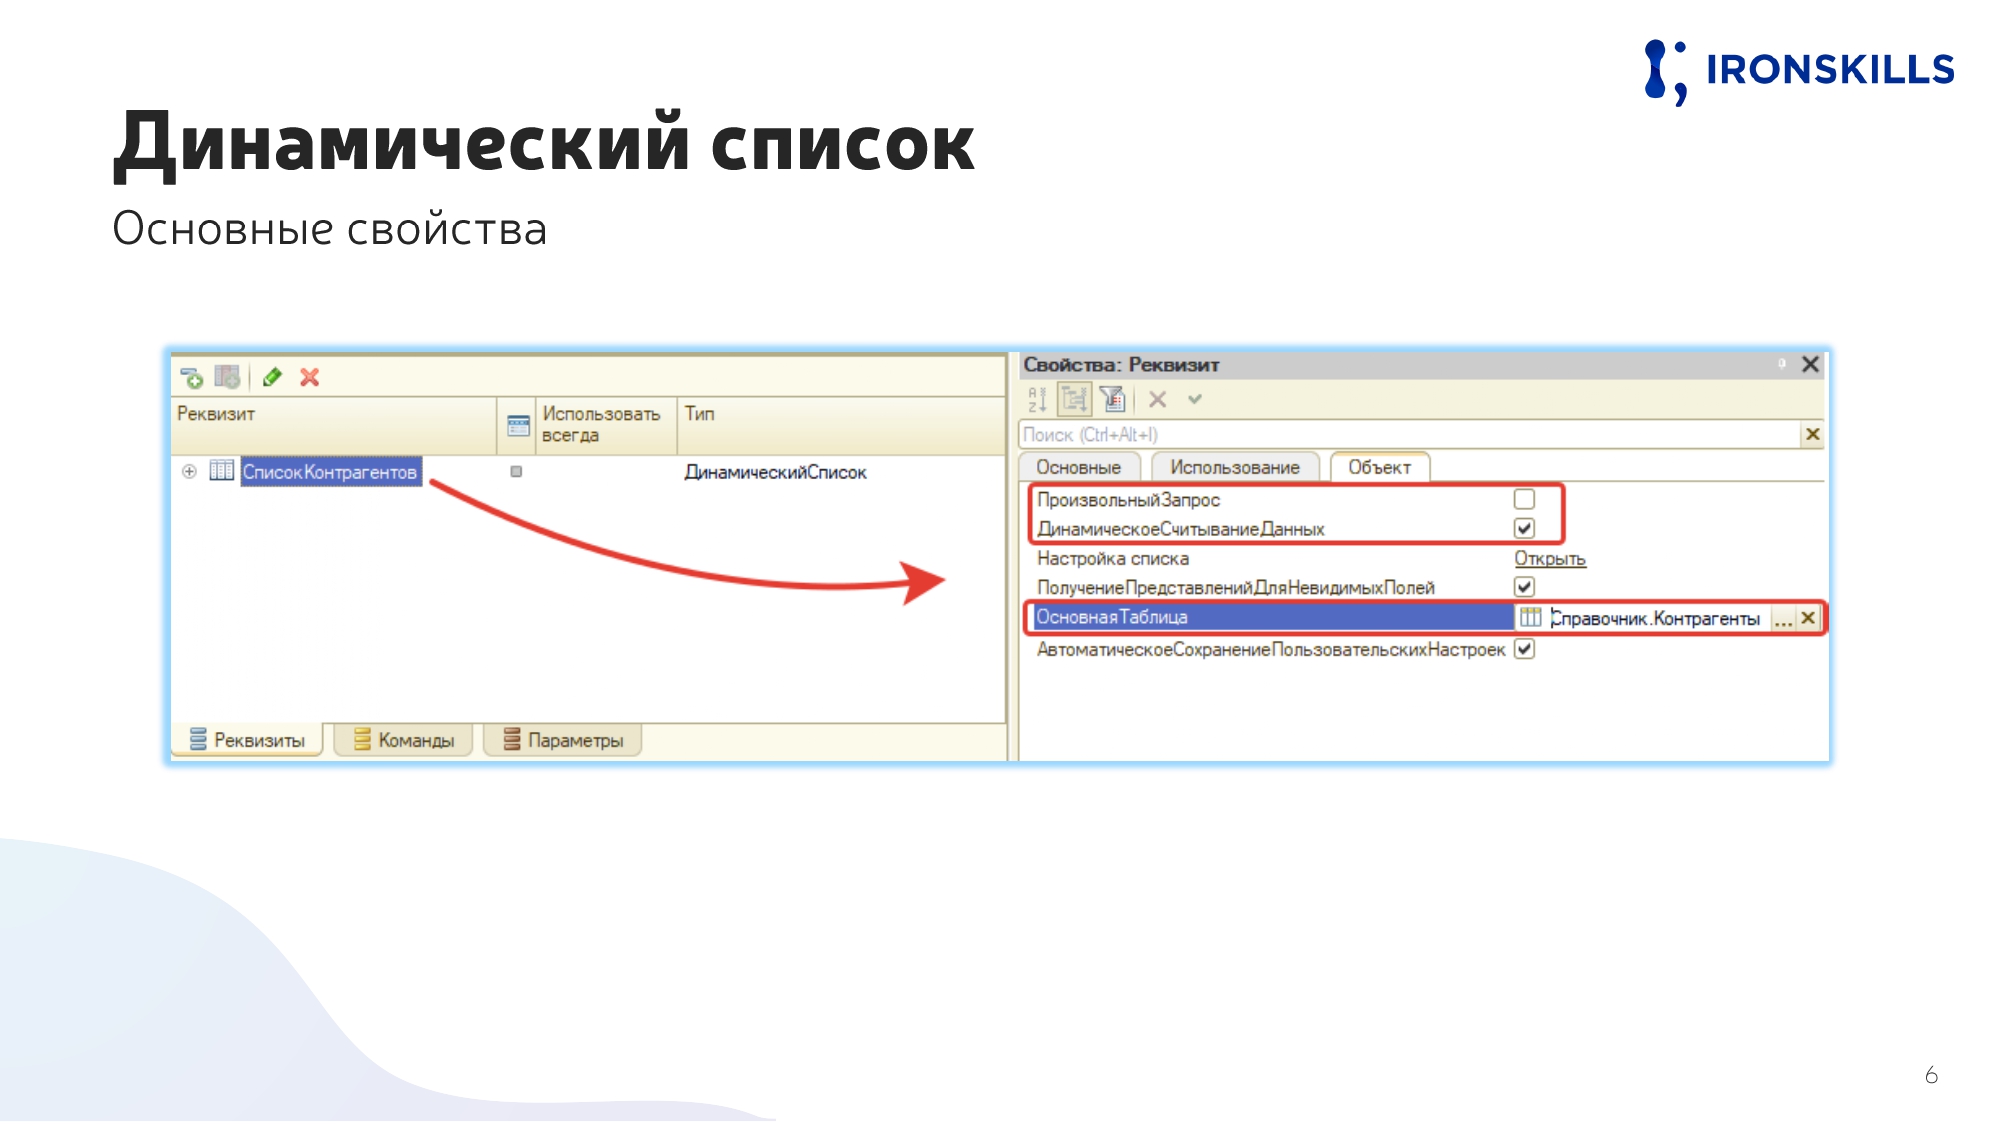 IRONSKILLS
Динамический список
Основные свойства
Реквизит
Использовать всегда
Тип
СписокКонтрагентов
ДинамическийСписок
Реквизиты
Команды
Параметры
Свойства: Реквизит
Поиск (Ctrl+Alt+I)
Основные
Использование
Объект
ПроизвольныйЗапрос
ДинамическоеСчитываниеДанных
Настройка списка Открыть
ПолучениеПредставленийДляНевидимыхПолей
ОсновнаяТаблица Справочник.Контрагенты ...
АвтоматическоеСохранениеПользовательскихНастроек
6